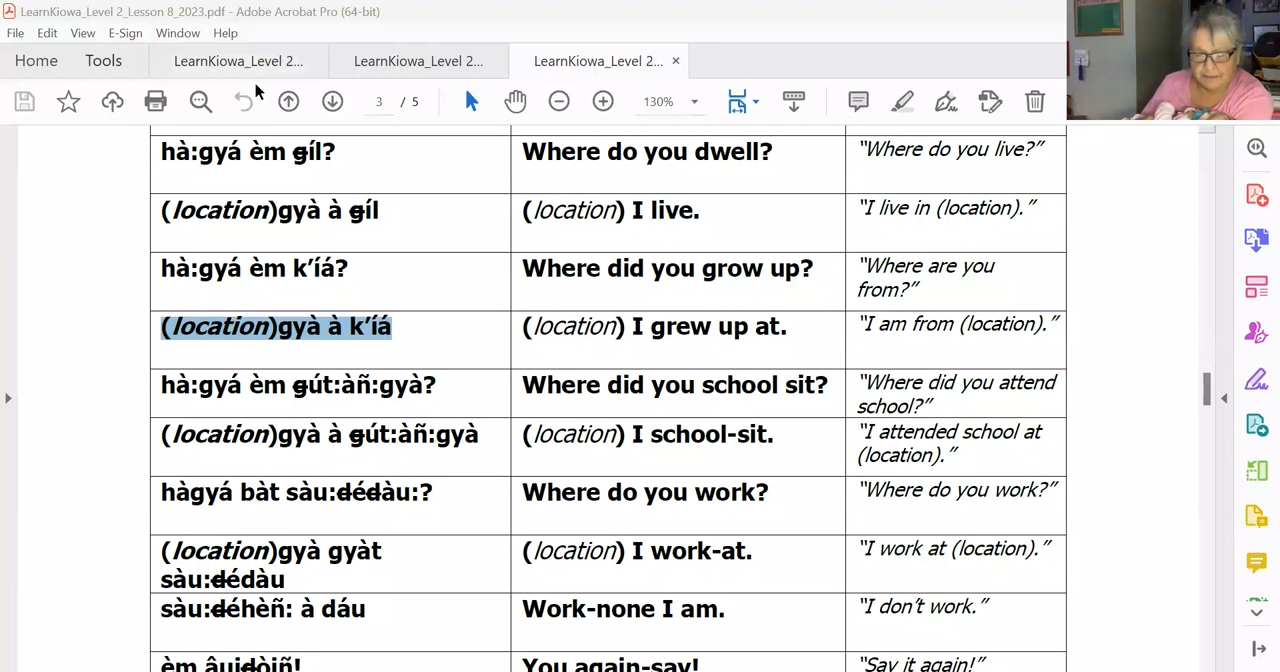 LearnKiowa_Level 2_Lesson 8_2023.pdf - Adobe Acrobat Pro (64-bit)
File Edit View E-Sign Window Help
Home Tools LearnKiowa_Level 2... LearnKiowa_Level 2... LearnKiowa_Level 2... ×
3 / 5 130%
hà:gyá èm g̶íl? Where do you dwell? “Where do you live?”
(location)gyà à g̶íl (location) I live. “I live in (location).”
hà:gyá èm k’íá? Where did you grow up? “Where are you
from?”
(location)gyà à k’íá (location) I grew up at. “I am from (location).”
hà:gyá èm g̶út:àñ:gyà? Where did you school sit? “Where did you attend
school?”
(location)gyà à g̶út:àñ:gyà (location) I school-sit. “I attended school at
(location).”
hàgyá bàt sàu:d̶éd̶àu:? Where do you work? “Where do you work?”
(location)gyà gyàt (location) I work-at. “I work at (location).”
sàu:d̶édàu
sàu:d̶éhèñ: à dáu Work-none I am. “I don’t work.”
èm âuid̶òiñ! You again-say! “Say it again!”